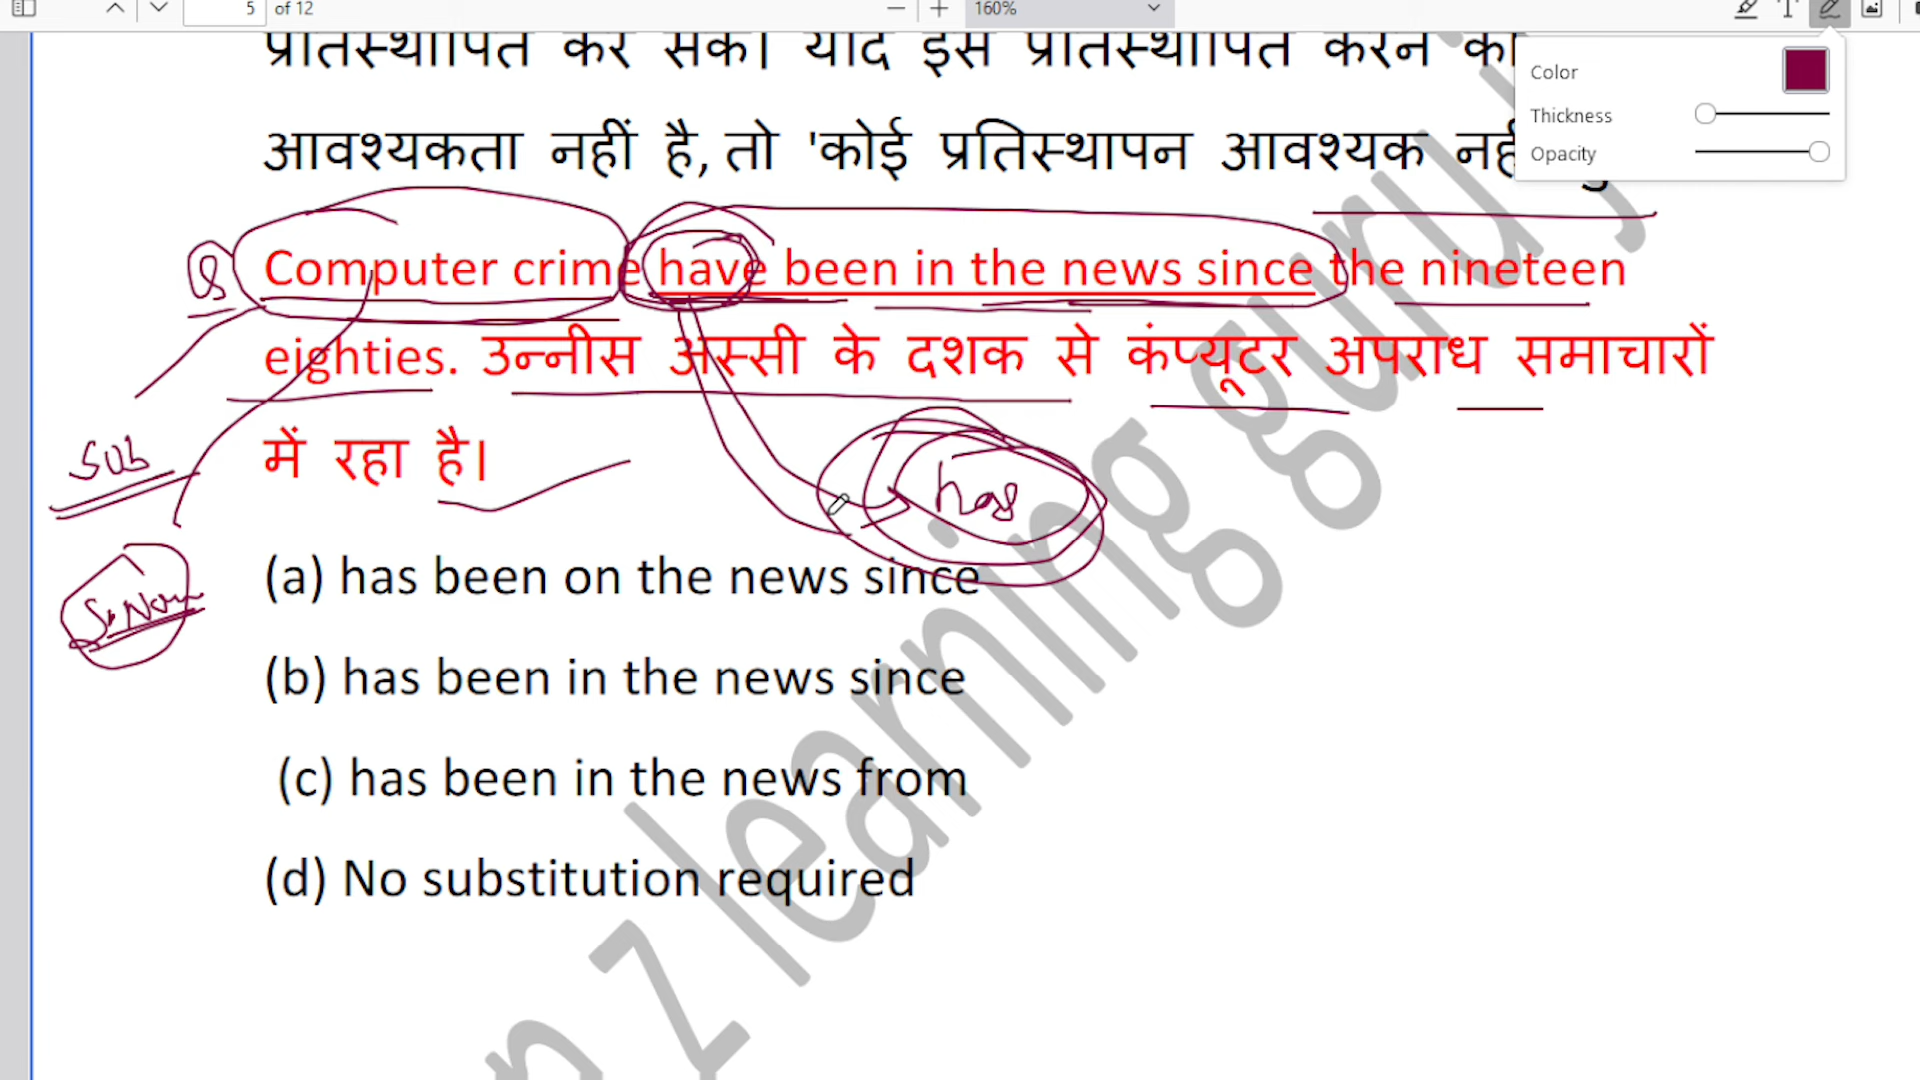 5 of 12
160%
प्रतिस्थापित कर सके। यदि इसे प्रतिस्थापित करने की
Color
Thickness
Opacity
आवश्यकता नहीं है, तो 'कोई प्रतिस्थापन आवश्यक नहीं
Q
Computer crime have been in the news since the nineteen
eighties. उन्नीस अस्सी के दशक से कंप्यूटर अपराध समाचारों
में रहा है।
Sub
has
(a) has been on the news since
S. Noun
(b) has been in the news since
(c) has been in the news from
(d) No substitution required
n z learning guru ji